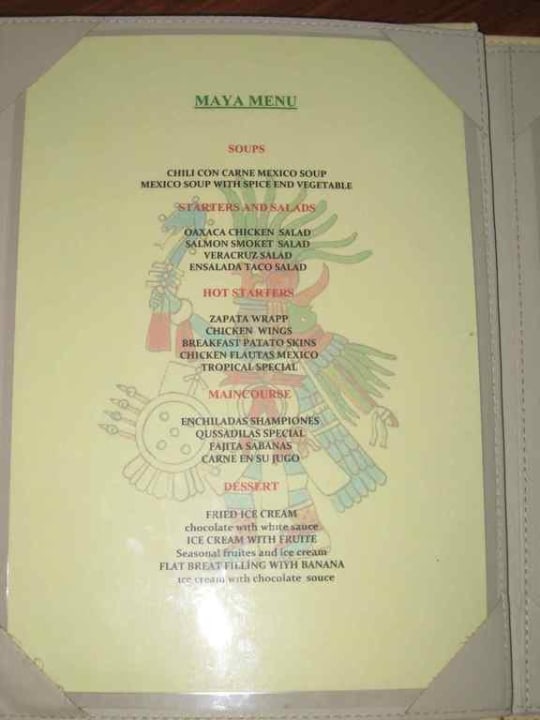 MAYA MENU
SOUPS
CHILI CON CARNE MEXICO SOUP
MEXICO SOUP WITH SPICE END VEGETABLE
STARTERS AND SALADS
OAXACA CHICKEN SALAD
SALMON SMOKET SALAD
VERACRUZ SALAD
ENSALADA TACO SALAD
HOT STARTERS
ZAPATA WRAPP
CHICKEN WINGS
BREAKFAST PATATO SKINS
CHICKEN FLAUTAS MEXICO
TROPICAL SPECIAL
MAINCOURSE
ENCHILADAS SHAMPIONES
QUSSADILAS SPECIAL
FAJITA SABANAS
CARNE EN SU JUGO
DESSERT
FRIED ICE CREAM
chocolate with white sauce
ICE CREAM WITH FRUITE
Seasonal fruites and ice cream
FLAT BREAT FILLING WIYH BANANA
ice cream with chocolate souce